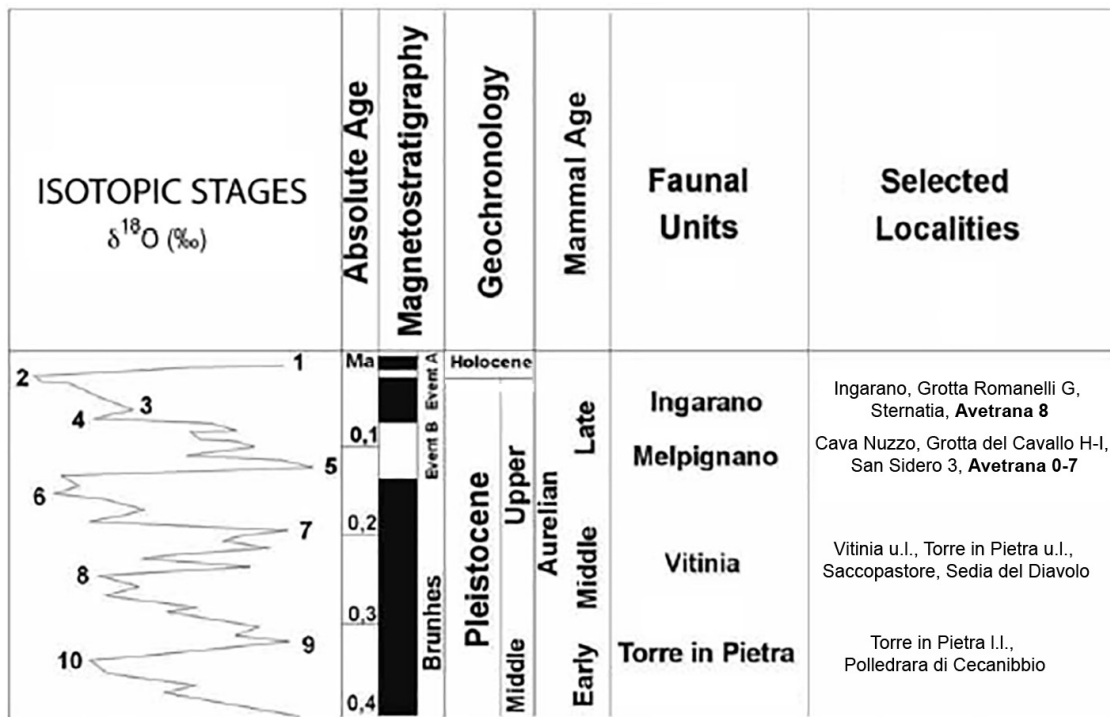 ISOTOPIC STAGES
δ18O (‰)
Absolute Age
Magnetostratigraphy
Geochronology
Mammal Age
Faunal
Units
Selected
Localities
1
2
3
4
5
6
7
8
9
10
Ma
0,1
0,2
0,3
0,4
Event A
Event B
Brunhes
Holocene
Pleistocene
Upper
Middle
Aurelian
Late
Middle
Early
Ingarano
Melpignano
Vitinia
Torre in Pietra
Ingarano, Grotta Romanelli G,
Sternatia, Avetrana 8
Cava Nuzzo, Grotta del Cavallo H-I,
San Sidero 3, Avetrana 0-7
Vitinia u.l., Torre in Pietra u.l.,
Saccopastore, Sedia del Diavolo
Torre in Pietra l.l.,
Polledrara di Cecanibbio